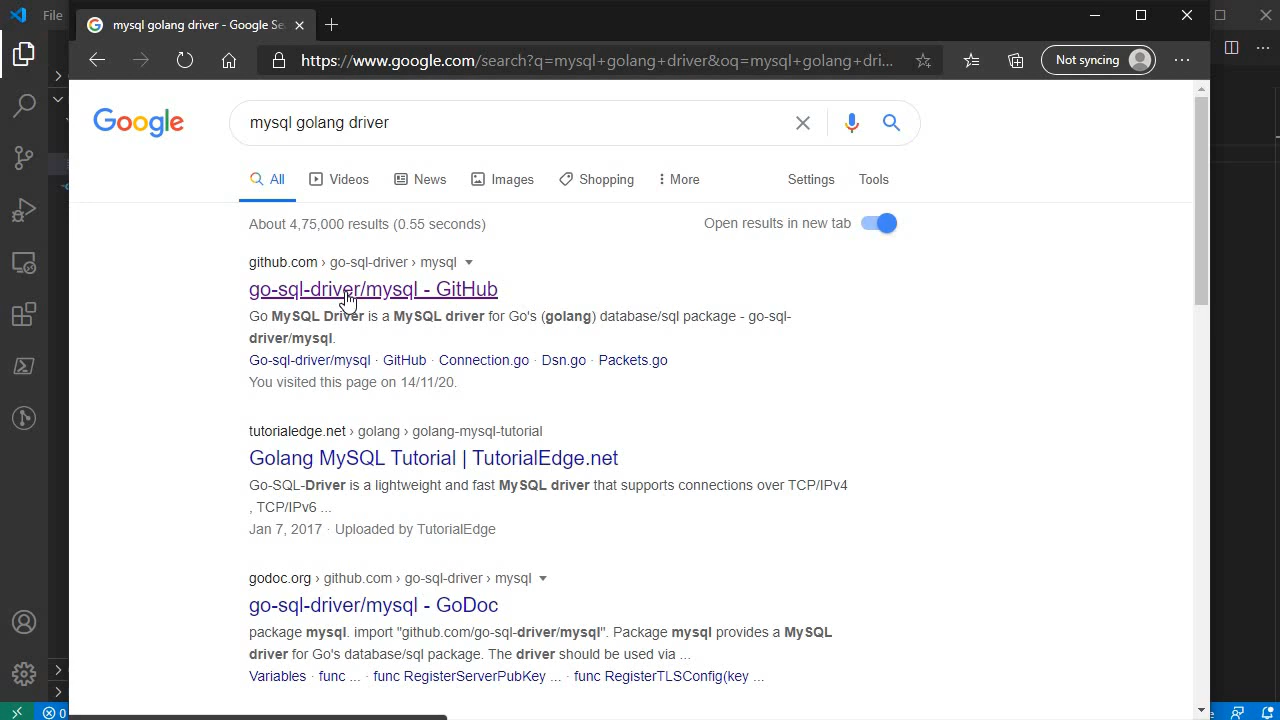 File
mysql golang driver - Google Se
https://www.google.com/search?q=mysql+golang+driver&oq=mysql+golang+dri...
Not syncing
Google
mysql golang driver
All
Videos
News
Images
Shopping
More
Settings
Tools
About 4,75,000 results (0.55 seconds)
Open results in new tab
github.com › go-sql-driver › mysql
go-sql-driver/mysql - GitHub
Go MySQL Driver is a MySQL driver for Go's (golang) database/sql package - go-sql-
driver/mysql.
Go-sql-driver/mysql · GitHub · Connection.go · Dsn.go · Packets.go
You visited this page on 14/11/20.
tutorialedge.net › golang › golang-mysql-tutorial
Golang MySQL Tutorial | TutorialEdge.net
Go-SQL-Driver is a lightweight and fast MySQL driver that supports connections over TCP/IPv4
, TCP/IPv6 ...
Jan 7, 2017 · Uploaded by TutorialEdge
godoc.org › github.com › go-sql-driver › mysql
go-sql-driver/mysql - GoDoc
package mysql. import "github.com/go-sql-driver/mysql". Package mysql provides a MySQL
driver for Go's database/sql package. The driver should be used via ...
Variables · func ... · func RegisterServerPubKey ... · func RegisterTLSConfig(key ...
0